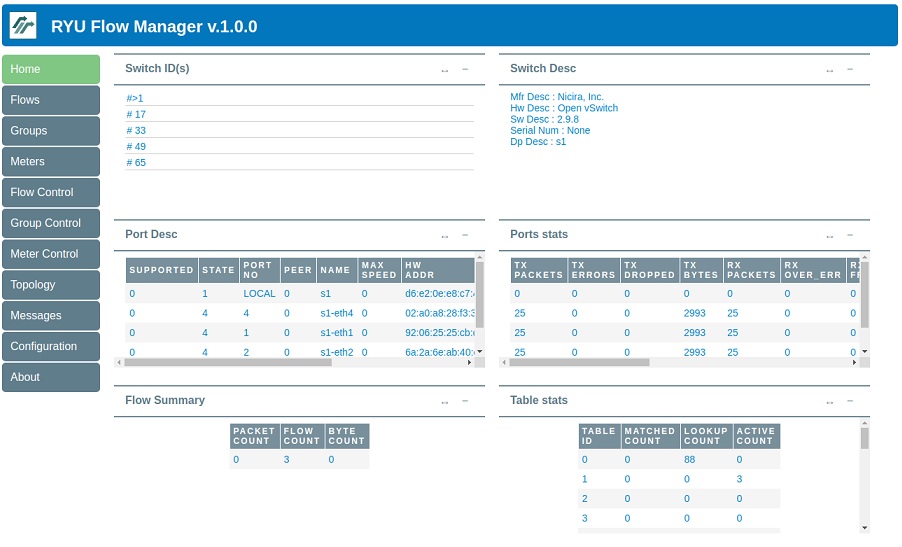 RYU Flow Manager v.1.0.0
Home
Flows
Groups
Meters
Flow Control
Group Control
Meter Control
Topology
Messages
Configuration
About
Switch ID(s)
#>1
# 17
# 33
# 49
# 65
Switch Desc
Mfr Desc : Nicira, Inc.
Hw Desc : Open vSwitch
Sw Desc : 2.9.8
Serial Num : None
Dp Desc : s1
Port Desc
SUPPORTED STATE PORT NO PEER NAME MAX SPEED HW ADDR
0 1 LOCAL 0 s1 0 d6:e2:0e:e8:c7:
0 4 4 0 s1-eth4 0 02:a0:a8:28:f3:3
0 4 1 0 s1-eth1 0 92:06:25:25:cb:
0 4 2 0 s1-eth2 0 6a:2a:6e:ab:40:
Ports stats
TX PACKETS TX ERRORS TX DROPPED TX BYTES RX PACKETS RX OVER_ERR RX FR
0 0 0 0 0 0 0
25 0 0 2993 25 0 0
25 0 0 2993 25 0 0
25 0 0 2993 25 0 0
Flow Summary
PACKET COUNT FLOW COUNT BYTE COUNT
0 3 0
Table stats
TABLE ID MATCHED COUNT LOOKUP COUNT ACTIVE COUNT
0 0 88 0
1 0 0 3
2 0 0 0
3 0 0 0